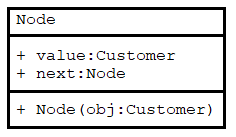 Node
+ value:Customer
+ next:Node
+ Node(obj:Customer)